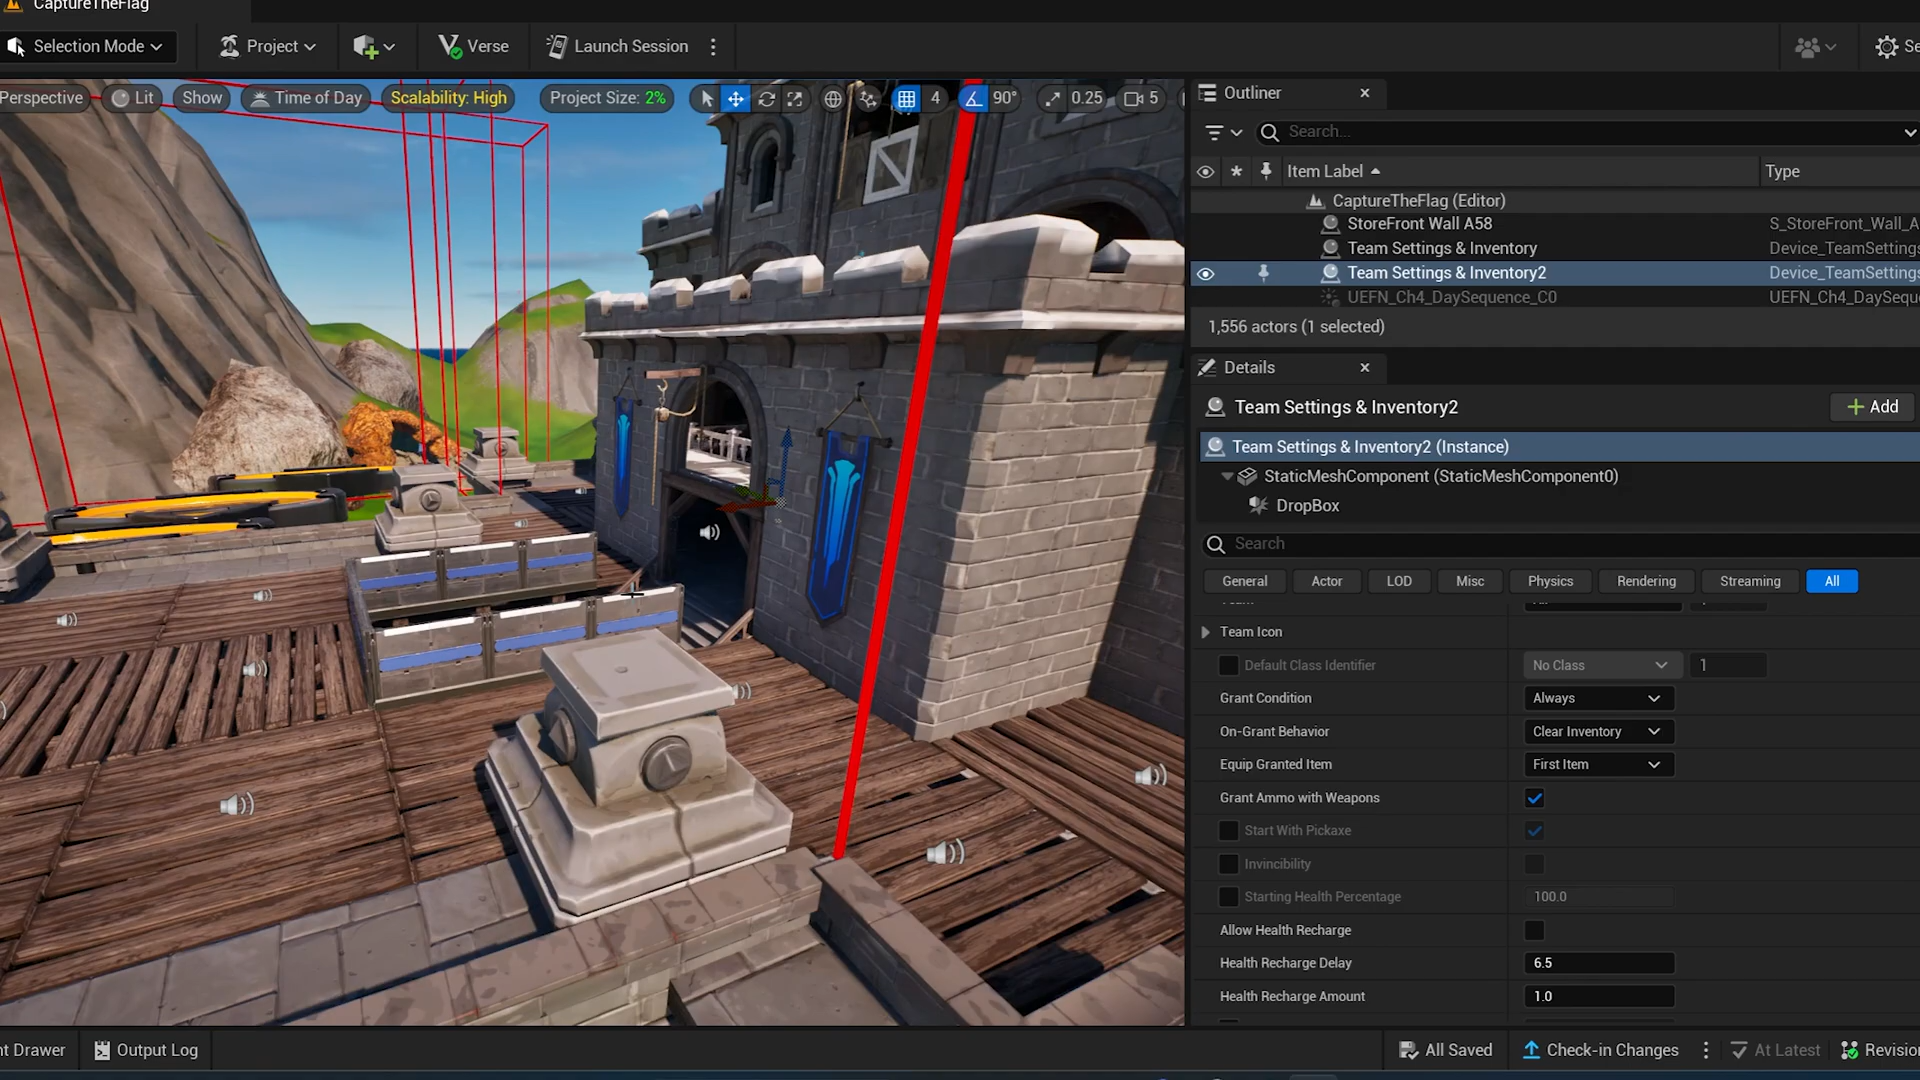 CaptureTheFlag
Selection Mode
Project
Verse
Launch Session
Perspective
Lit
Show
Time of Day
Scalability: High
Project Size: 2%
4
90°
0.25
5
Outliner
Search...
Item Label
Type
CaptureTheFlag (Editor)
StoreFront Wall A58
S_StoreFront_Wall_A
Team Settings & Inventory
Device_TeamSettings
Team Settings & Inventory2
Device_TeamSettings
UEFN_Ch4_DaySequence_C0
UEFN_Ch4_DaySequ
1,556 actors (1 selected)
Details
Team Settings & Inventory2
Add
Team Settings & Inventory2 (Instance)
StaticMeshComponent (StaticMeshComponent0)
DropBox
Search
General
Actor
LOD
Misc
Physics
Rendering
Streaming
All
Team Icon
Default Class Identifier
No Class
1
Grant Condition
Always
On-Grant Behavior
Clear Inventory
Equip Granted Item
First Item
Grant Ammo with Weapons
Start With Pickaxe
Invincibility
Starting Health Percentage
100.0
Allow Health Recharge
Health Recharge Delay
6.5
Health Recharge Amount
1.0
nt Drawer
Output Log
All Saved
Check-in Changes
At Latest
Revision